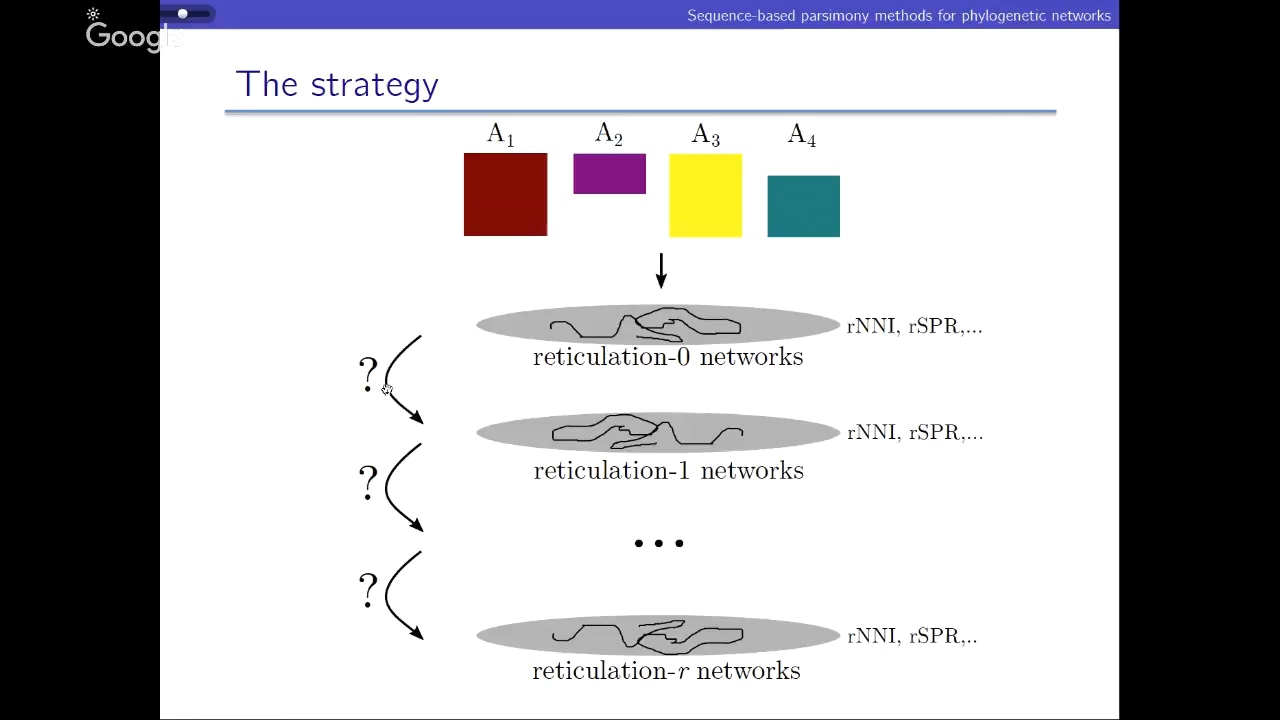 Sequence-based parsimony methods for phylogenetic networks
Google
The strategy
A₁ A₂ A₃ A₄
rNNI, rSPR,...
reticulation-0 networks
?
rNNI, rSPR,...
reticulation-1 networks
?
...
?
rNNI, rSPR,..
reticulation-r networks